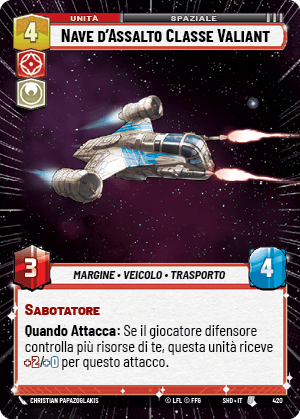 4
UNITÀ
SPAZIALE
NAVE D'ASSALTO CLASSE VALIANT
3
MARGINE • VEICOLO • TRASPORTO
4
SABOTATORE
Quando Attacca: Se il giocatore difensore
controlla più risorse di te, questa unità riceve
+2/+0 per questo attacco.
CHRISTIAN PAPAZOGLAKIS
© LFL © FFG
SHD • IT
420